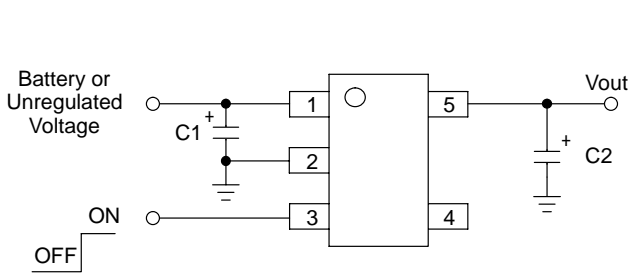 Battery or
Unregulated
Voltage
C1
+
1
2
3
5
4
Vout
+
C2
ON
OFF